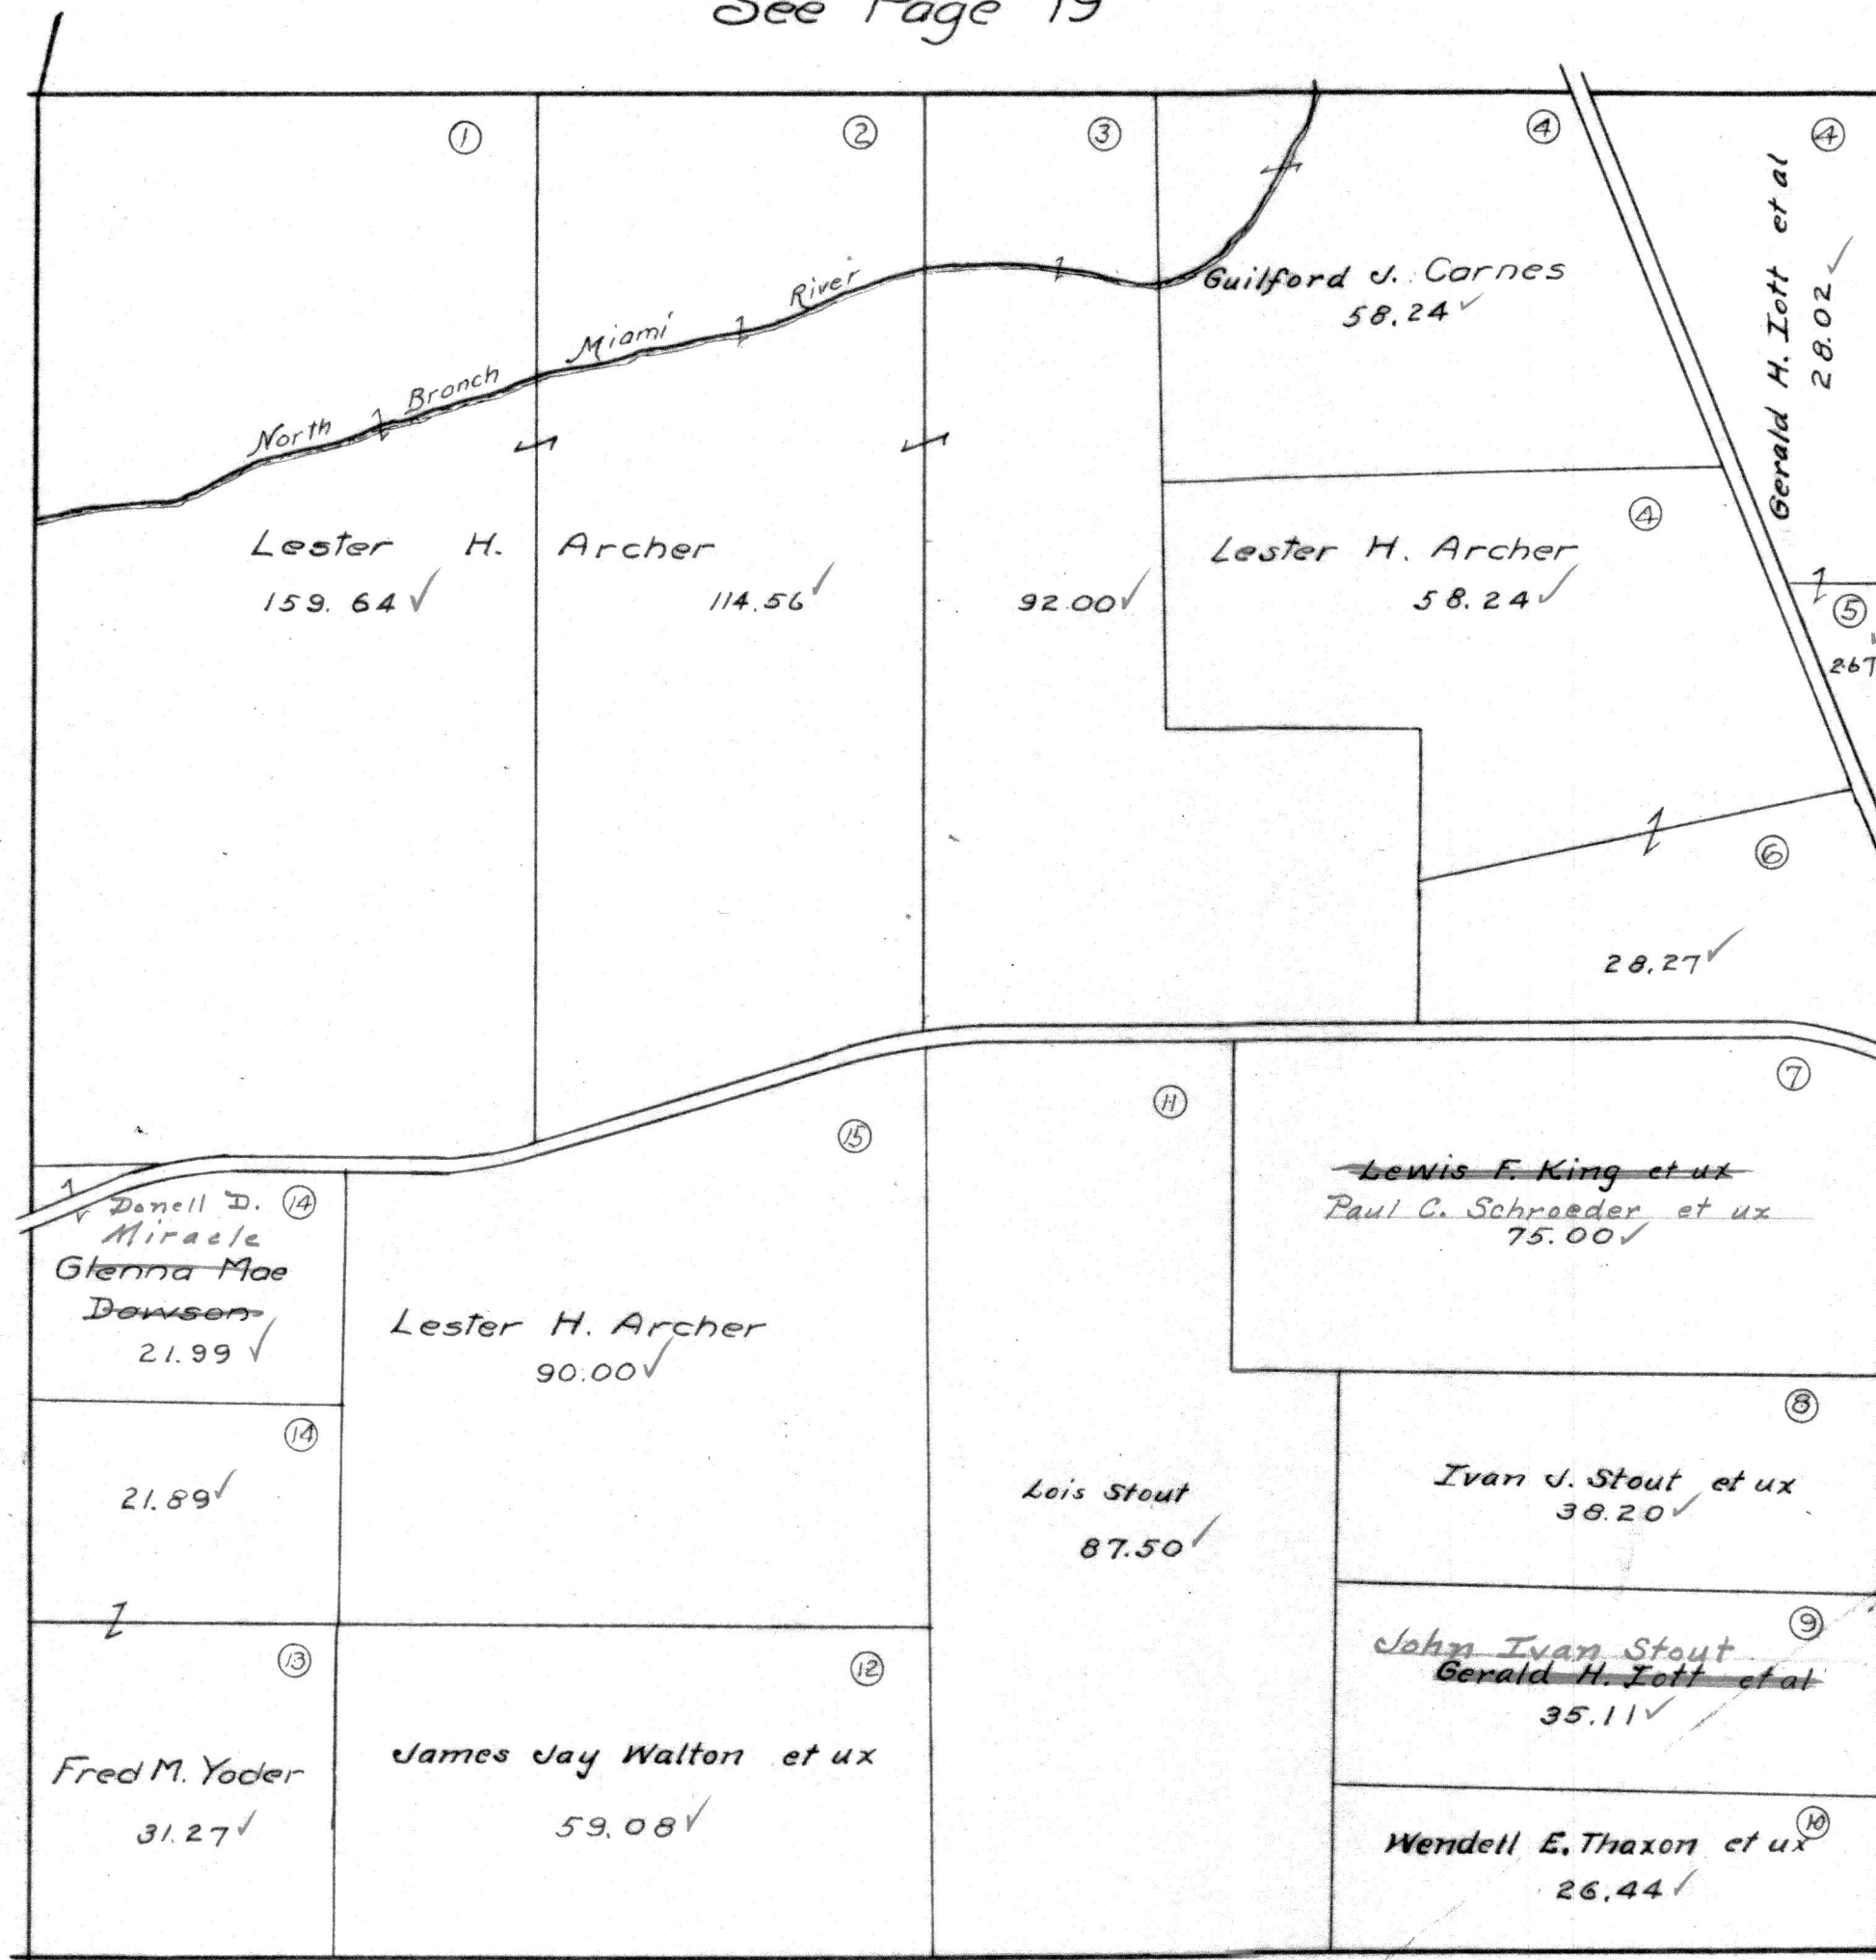 See Page 19
1
2
3
4
4
Gerald H. Iott et al
28.02 ✓
Guilford J. Carnes
58.24 ✓
North Branch Miami River
4
Lester H. Archer
159.64 ✓
114.56 ✓
92.00 ✓
Lester H. Archer
58.24 ✓
5
267
6
28.27 ✓
7
Lewis F. King et ux
Paul C. Schroeder et ux
75.00 ✓
11
15
14
Donell D.
Miracle
Glenna Mae
Dawson
21.99 ✓
Lester H. Archer
90.00 ✓
14
21.89 ✓
Lois Stout
87.50 ✓
8
Ivan J. Stout et ux
38.20 ✓
9
John Ivan Stout
Gerald H. Iott et al
35.11 ✓
13
Fred M. Yoder
31.27 ✓
12
James Jay Walton et ux
59.08 ✓
10
Wendell E. Thaxon et ux
26.44 ✓